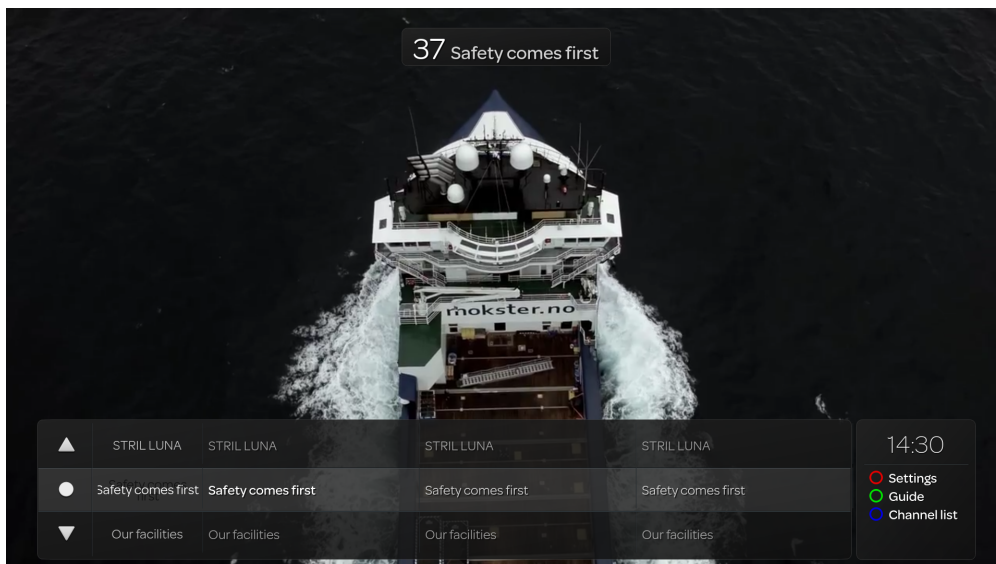 37 Safety comes first
mokster.no
STRIL LUNA STRIL LUNA STRIL LUNA STRIL LUNA
Safety comes first Safety comes first Safety comes first Safety comes first
Our facilities Our facilities Our facilities Our facilities
14:30
Settings
Guide
Channel list